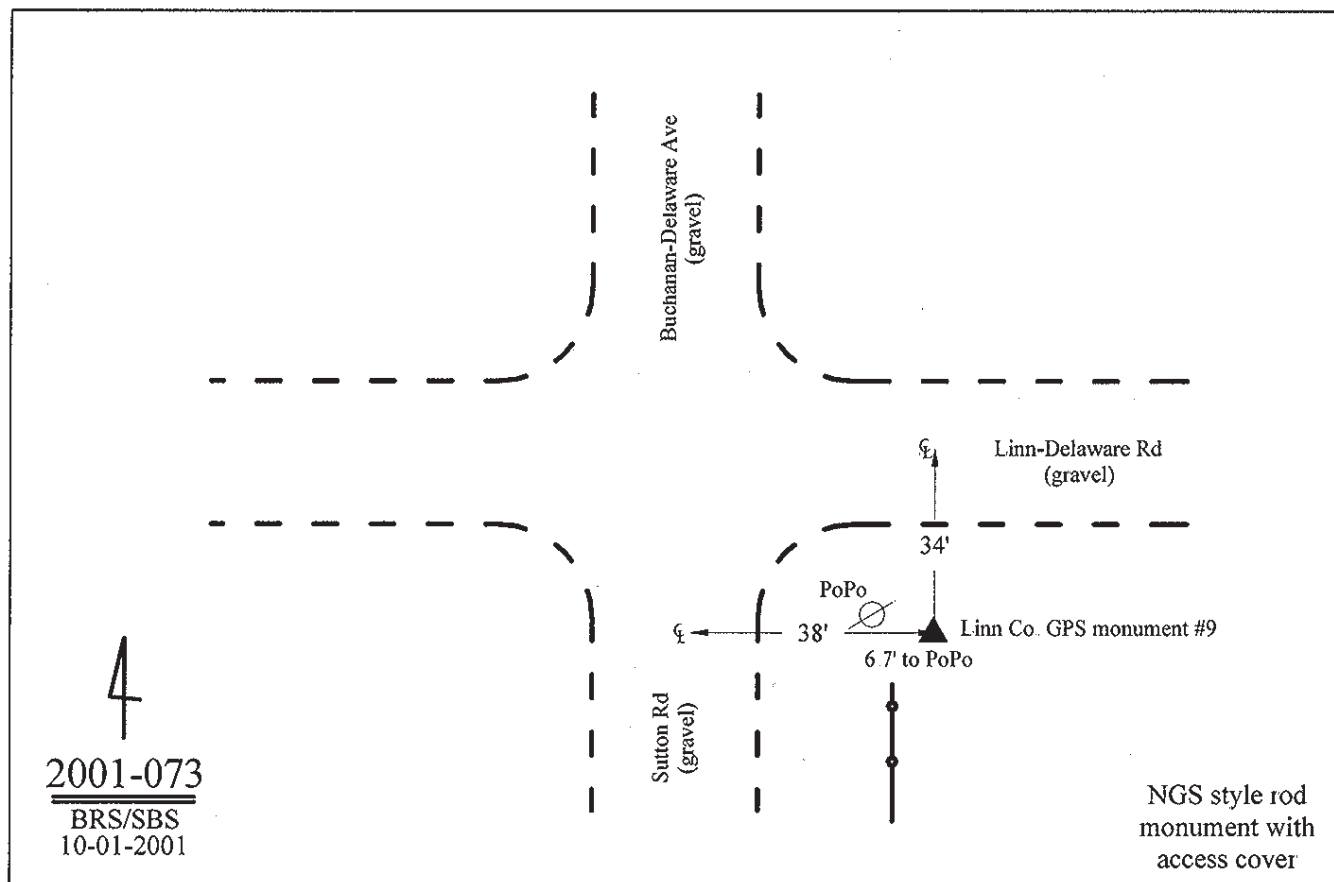 Buchanan-Delaware Ave
(gravel)
℄
Linn-Delaware Rd
(gravel)
34'
PoPo
℄
38'
Linn Co. GPS monument #9
6.7' to PoPo
Sutton Rd
(gravel)
2001-073
BRS/SBS
10-01-2001
NGS style rod
monument with
access cover